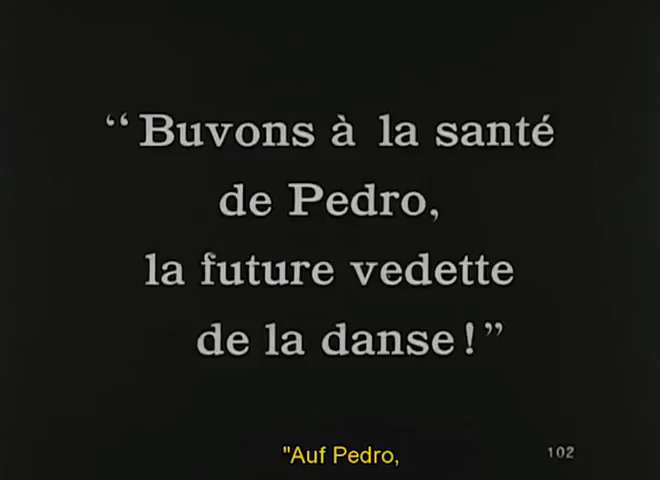 “Buvons à la santé
de Pedro,
la future vedette
de la danse!”
"Auf Pedro,
102